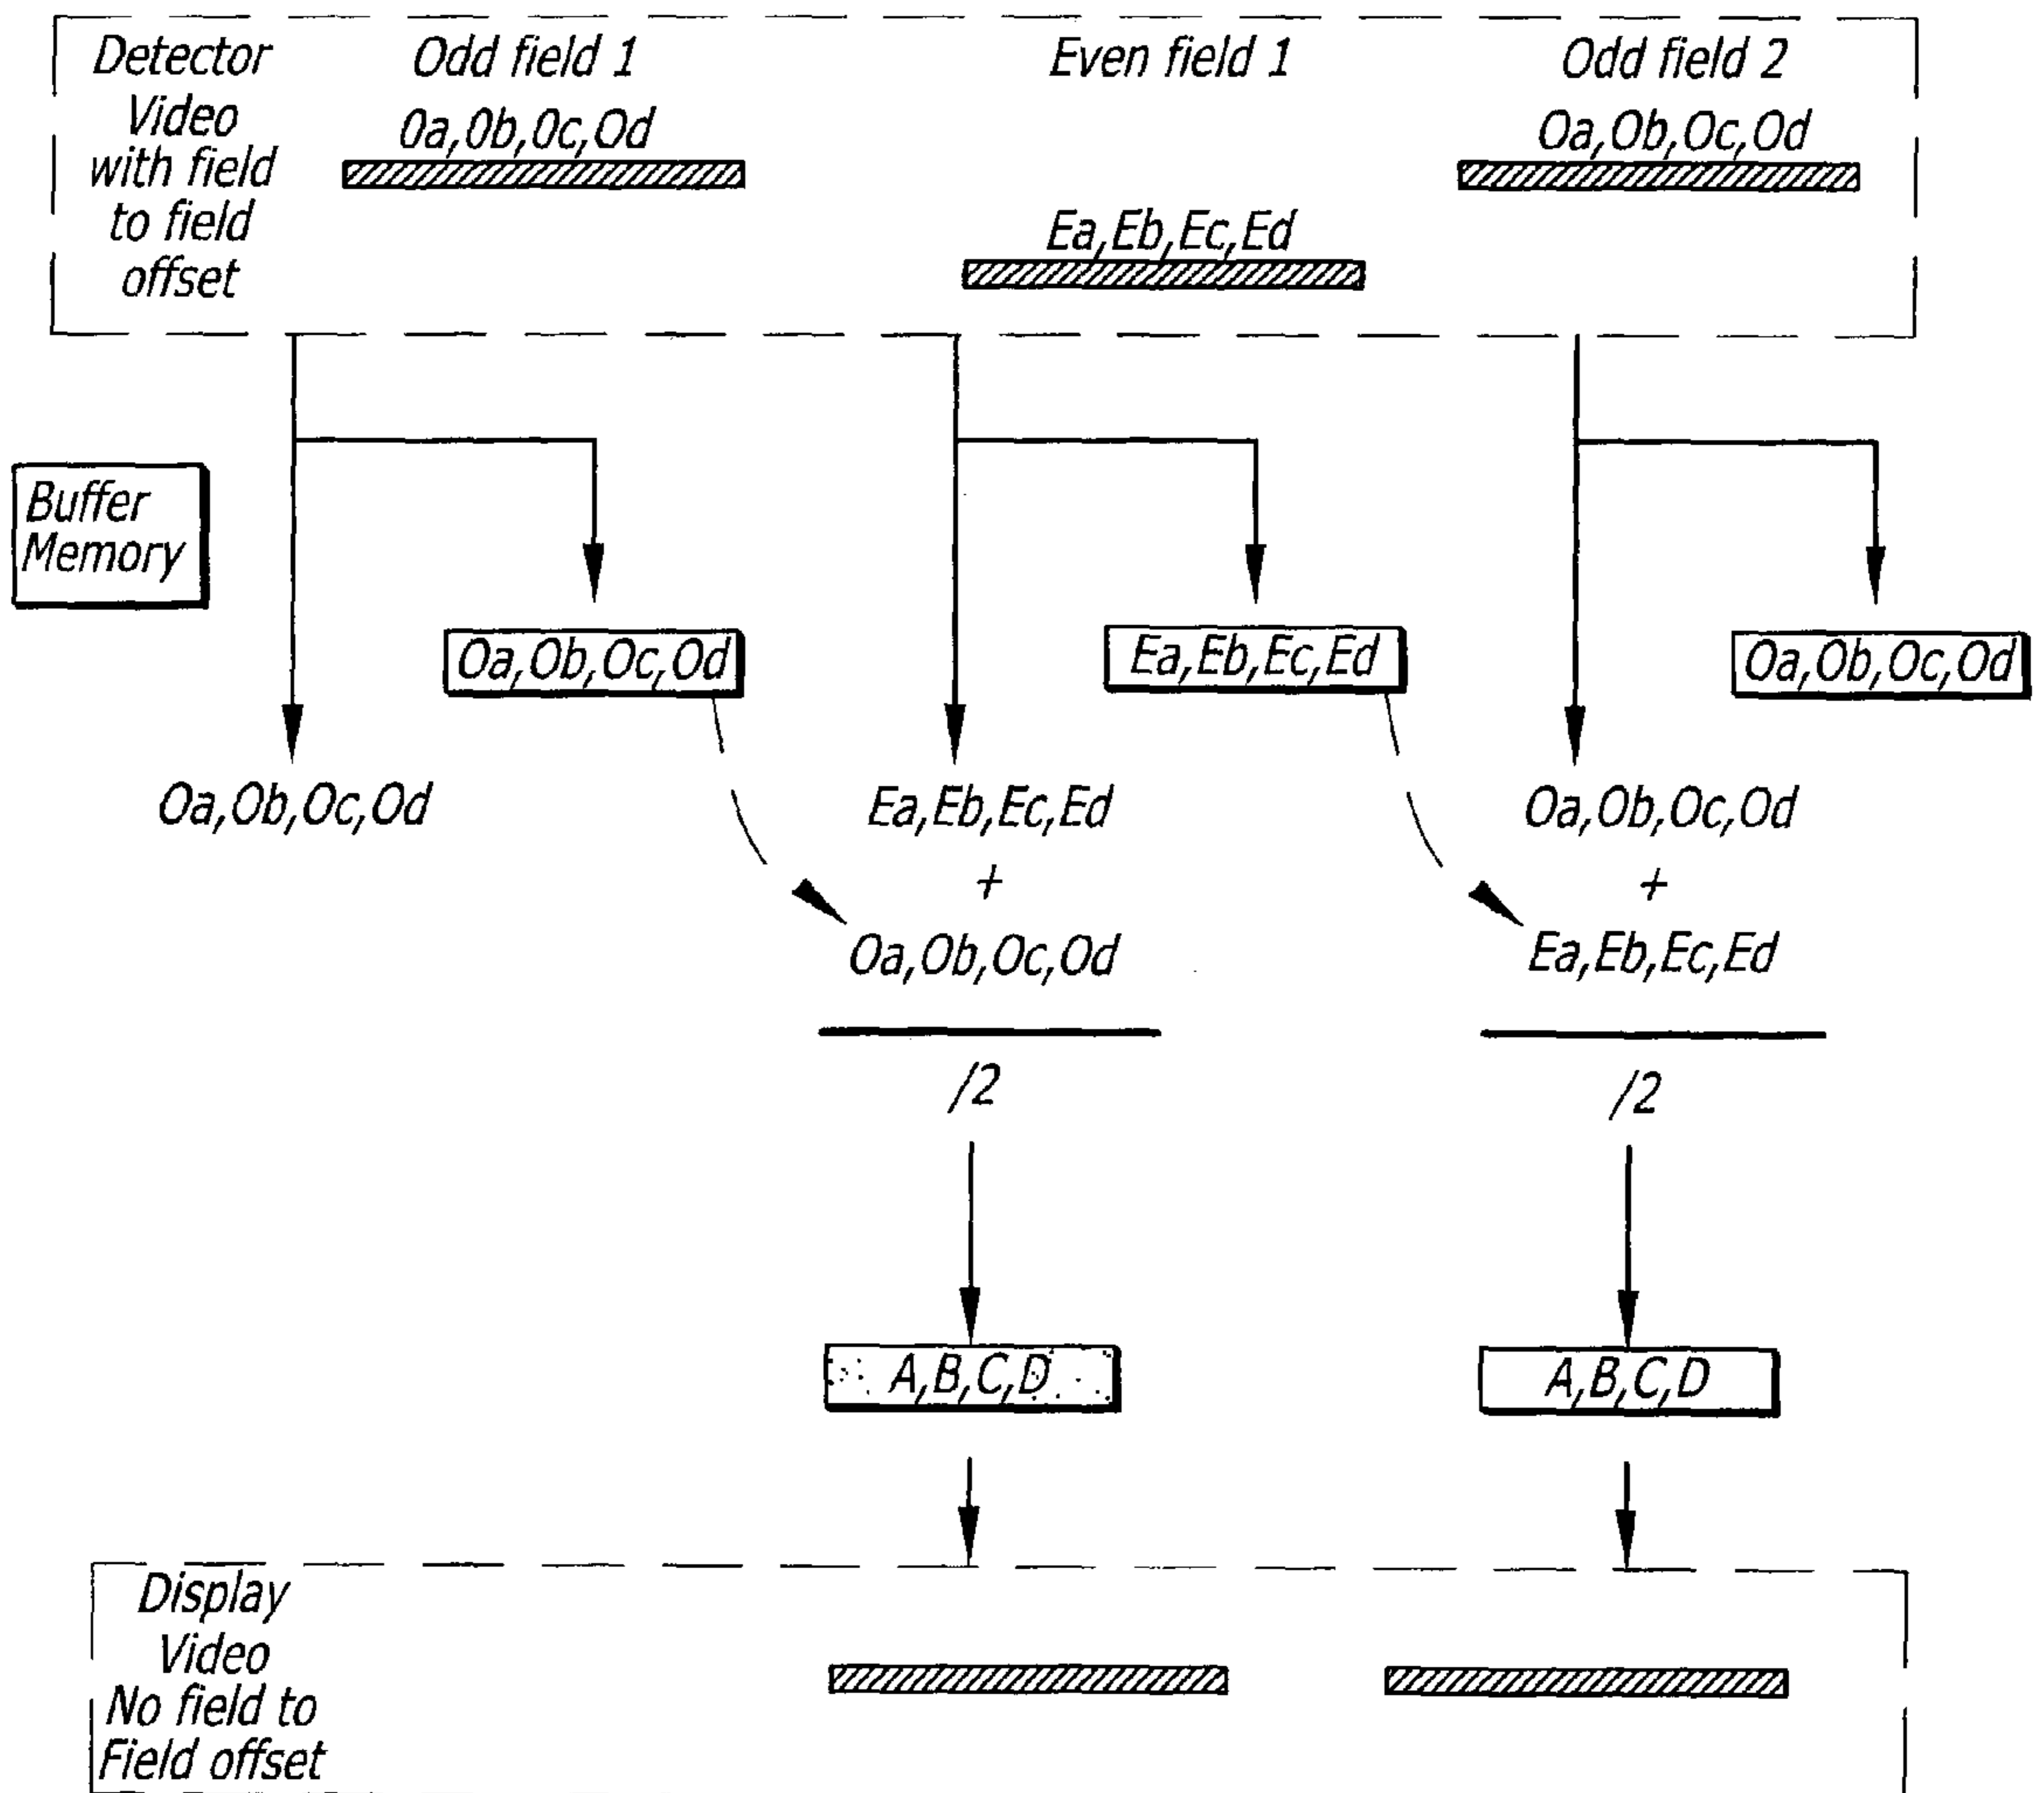 Detector
Video
with field
to field
offset
Odd field 1
0a,0b,0c,Od
Even field 1
Ea,Eb,Ec,Ed
Odd field 2
Oa,Ob,Oc,Od
Buffer
Memory
Oa,Ob,Oc,Od
Ea,Eb,Ec,Ed
Oa,Ob,Oc,Od
Oa,Ob,Oc,Od
Ea,Eb,Ec,Ed
+
Oa,Ob,Oc,Od
/2
Oa,Ob,Oc,Od
+
Ea,Eb,Ec,Ed
/2
A,B,C,D
A,B,C,D
Display
Video
No field to
Field offset